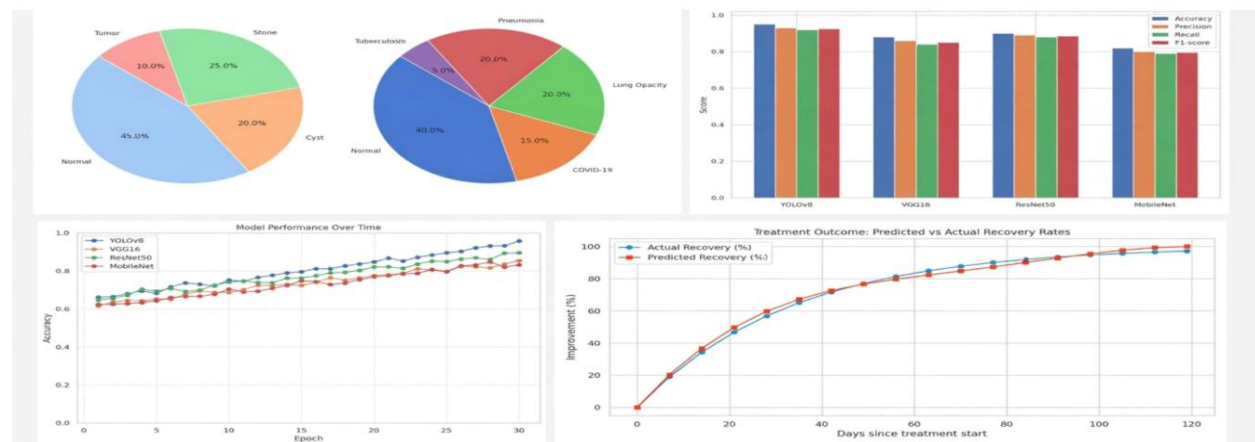 Tumor
Stone
10.0%
25.0%
45.0%
20.0%
Normal
Cyst
Pneumonia
Tuberculosis
5.0%
20.0%
20.0%
Lung Opacity
40.0%
15.0%
Normal
COVID-19
1.0
0.8
0.6
0.4
0.2
0.0
Score
Accuracy
Precision
Recall
F1-score
YOLOv8
VGG16
ResNet50
MobileNet
Model Performance Over Time
1.0
0.8
0.6
0.4
0.2
0.0
Accuracy
YOLOv8
VGG16
ResNet50
MobileNet
0
5
10
15
20
25
30
Epoch
Treatment Outcome: Predicted vs Actual Recovery Rates
100
80
60
40
20
0
Improvement (%)
Actual Recovery (%)
Predicted Recovery (%)
0
20
40
60
80
100
120
Days since treatment start